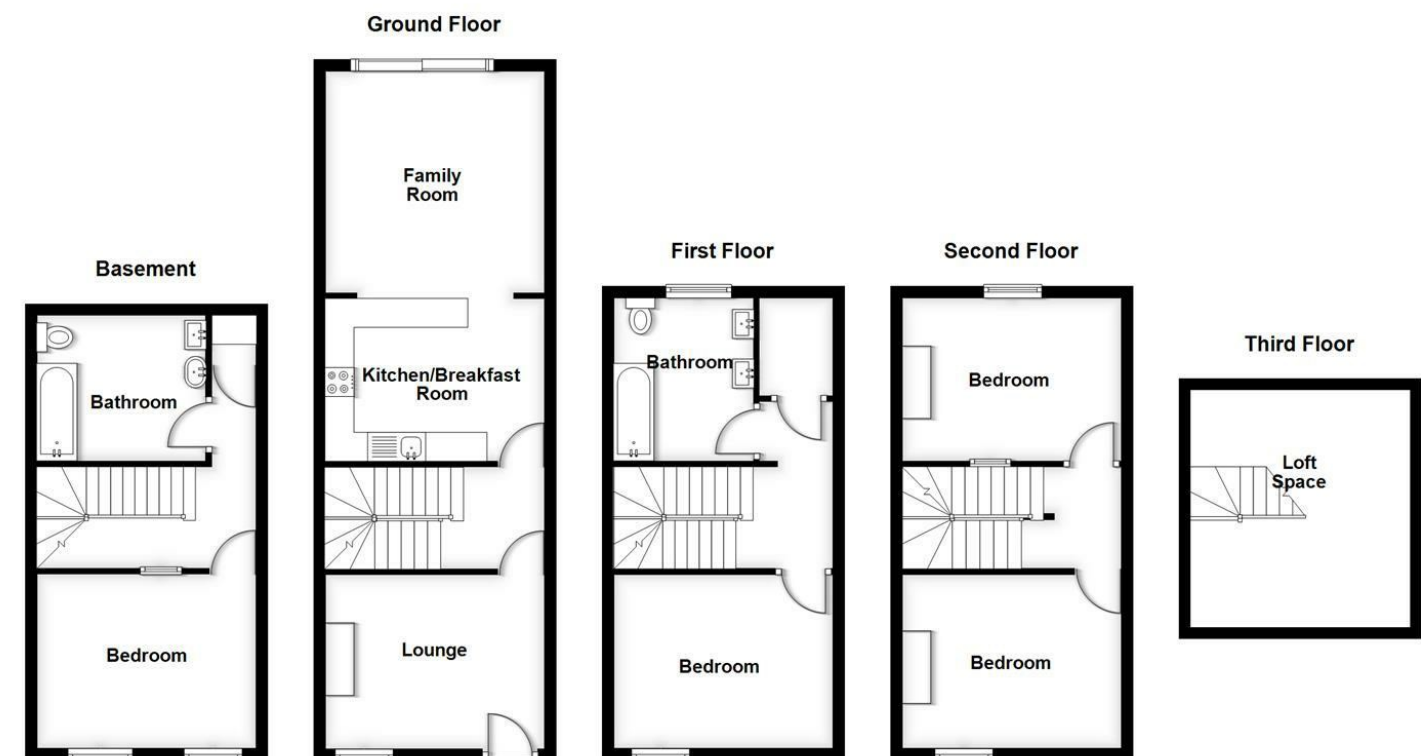 Ground Floor
Family
Room
Kitchen/Breakfast
Room
Lounge
Basement
Bathroom
Bedroom
First Floor
Bathroom
Bedroom
Second Floor
Bedroom
Bedroom
Third Floor
Loft
Space